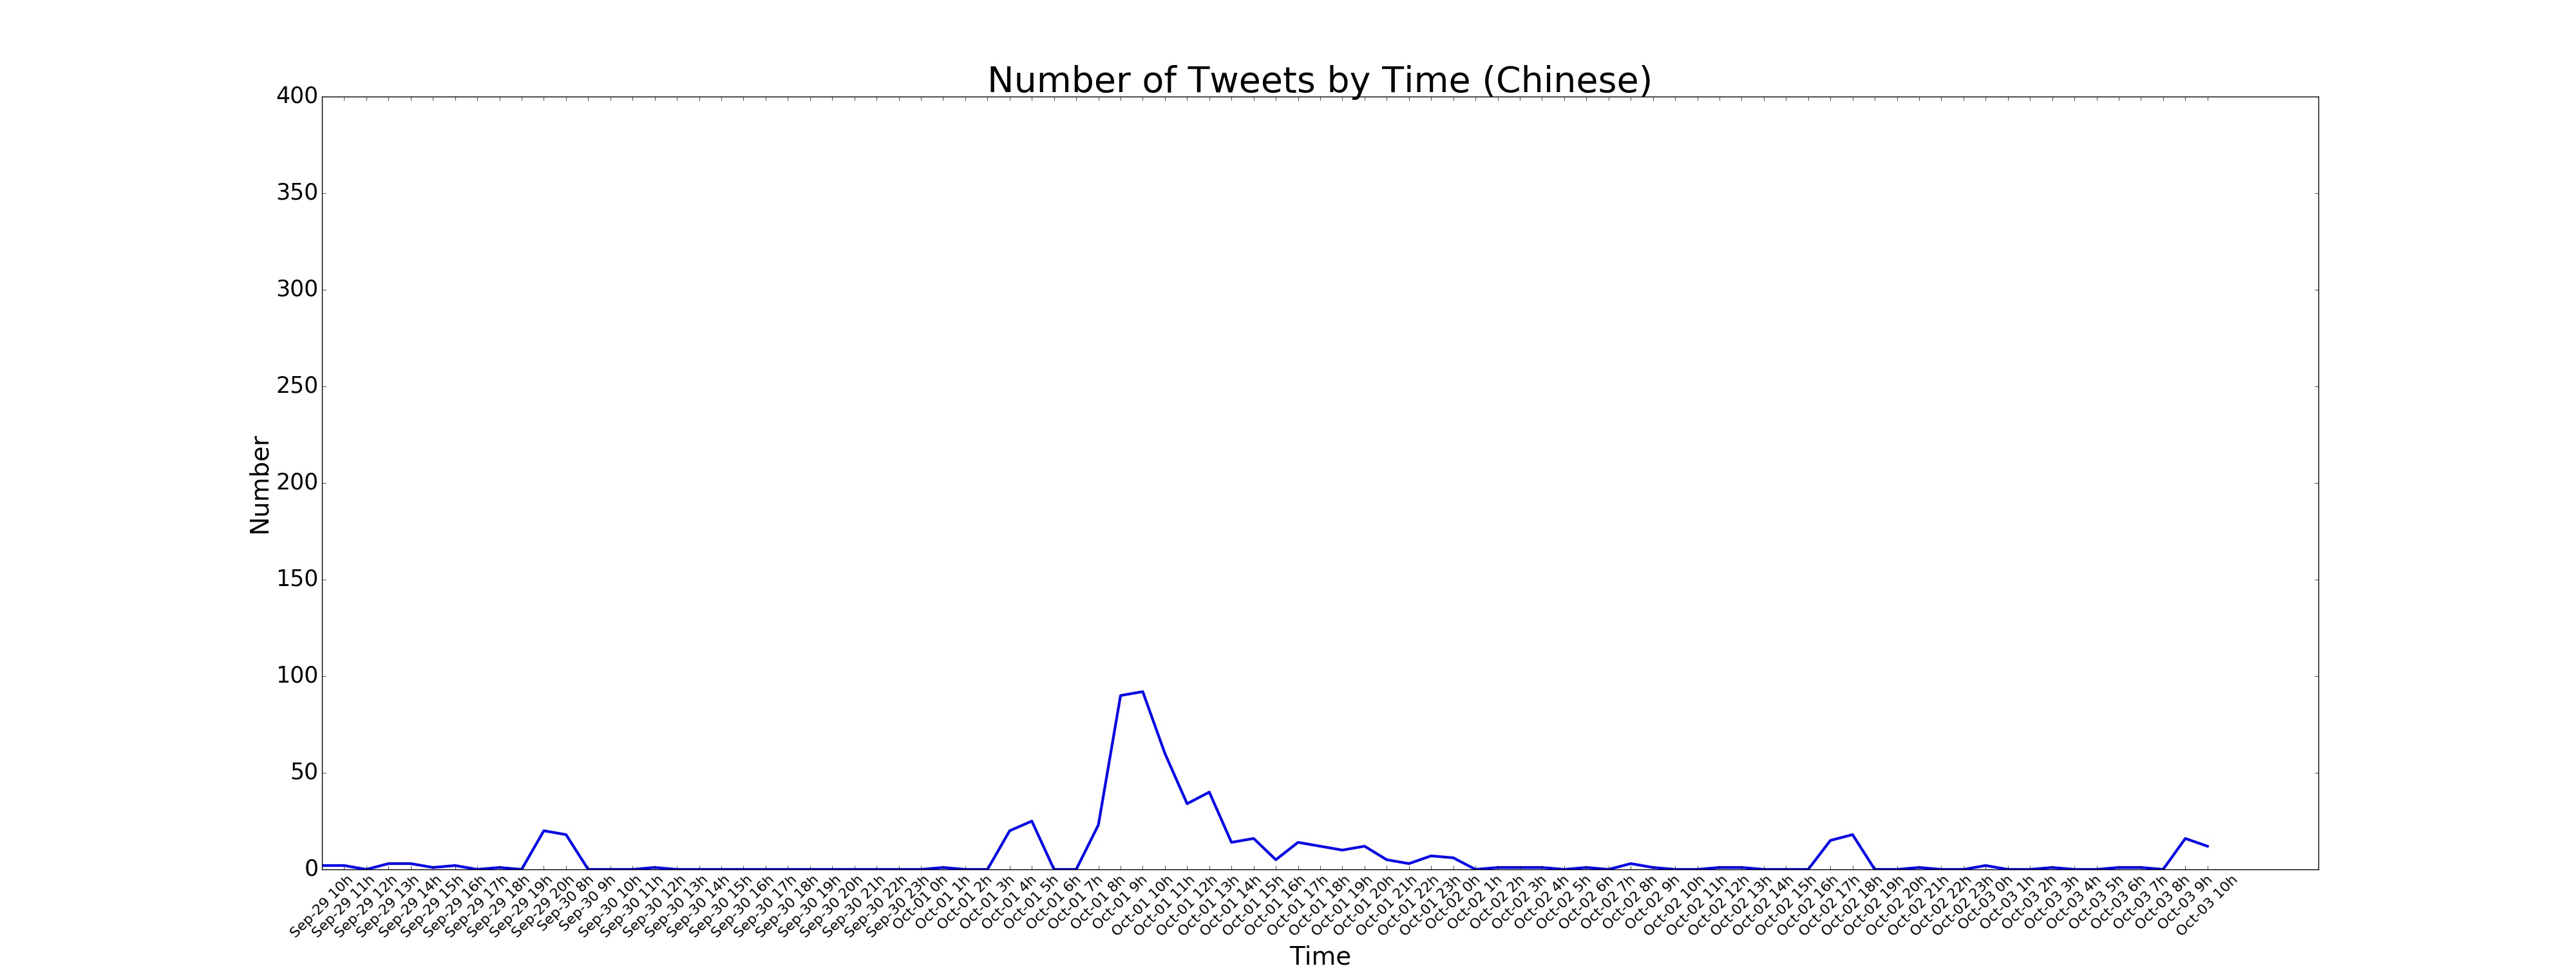 Number of Tweets by Time (Chinese)
400
350
300
250
200
150
100
50
0
Number
Sep-29 10h
Sep-29 11h
Sep-29 12h
Sep-29 13h
Sep-29 14h
Sep-29 15h
Sep-29 16h
Sep-29 17h
Sep-29 18h
Sep-29 19h
Sep-29 20h
Sep-30 8h
Sep-30 9h
Sep-30 10h
Sep-30 11h
Sep-30 12h
Sep-30 13h
Sep-30 14h
Sep-30 15h
Sep-30 16h
Sep-30 17h
Sep-30 18h
Sep-30 19h
Sep-30 20h
Sep-30 21h
Sep-30 22h
Sep-30 23h
Oct-01 0h
Oct-01 1h
Oct-01 2h
Oct-01 3h
Oct-01 4h
Oct-01 5h
Oct-01 6h
Oct-01 7h
Oct-01 8h
Oct-01 9h
Oct-01 10h
Oct-01 11h
Oct-01 12h
Oct-01 13h
Oct-01 14h
Oct-01 15h
Oct-01 16h
Oct-01 17h
Oct-01 18h
Oct-01 19h
Oct-01 20h
Oct-01 21h
Oct-01 22h
Oct-01 23h
Oct-02 0h
Oct-02 1h
Oct-02 2h
Oct-02 3h
Oct-02 4h
Oct-02 5h
Oct-02 6h
Oct-02 7h
Oct-02 8h
Oct-02 9h
Oct-02 10h
Oct-02 11h
Oct-02 12h
Oct-02 13h
Oct-02 14h
Oct-02 15h
Oct-02 16h
Oct-02 17h
Oct-02 18h
Oct-02 19h
Oct-02 20h
Oct-02 21h
Oct-02 22h
Oct-02 23h
Oct-03 0h
Oct-03 1h
Oct-03 2h
Oct-03 3h
Oct-03 4h
Oct-03 5h
Oct-03 6h
Oct-03 7h
Oct-03 8h
Oct-03 9h
Oct-03 10h
Time